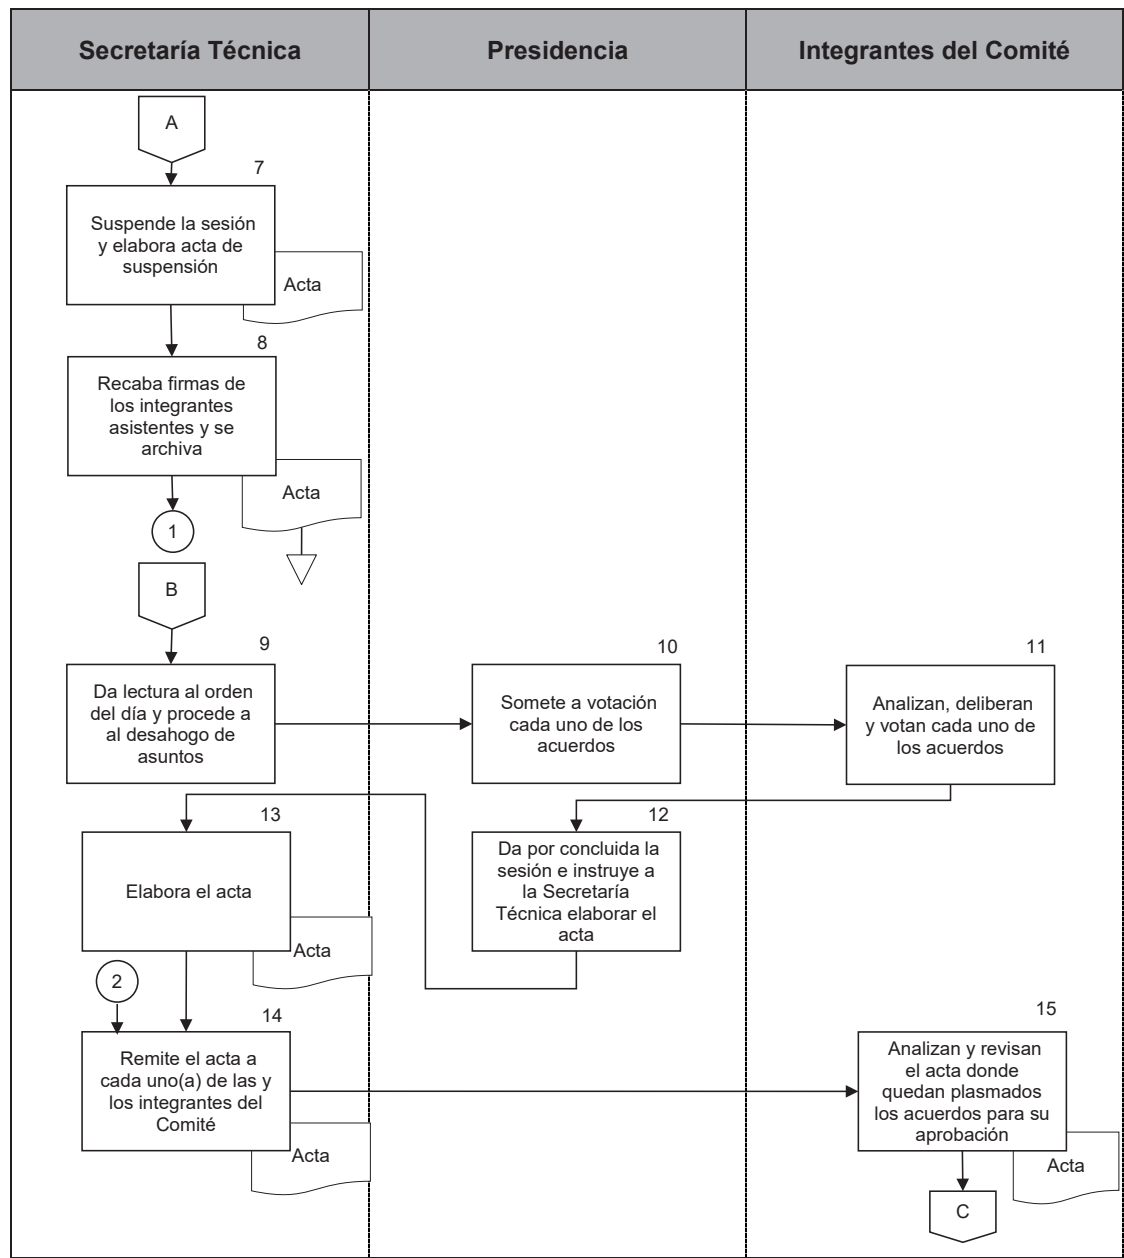 Secretaría Técnica
Presidencia
Integrantes del Comité
A
7
Suspende la sesión
y elabora acta de
suspensión
Acta
8
Recaba firmas de
los integrantes
asistentes y se
archiva
Acta
1
B
9
Da lectura al orden
del día y procede a
al desahogo de
asuntos
10
Somete a votación
cada uno de los
acuerdos
11
Analizan, deliberan
y votan cada uno de
los acuerdos
12
Da por concluida la
sesión e instruye a
la Secretaría
Técnica elaborar el
acta
13
Elabora el acta
Acta
2
14
Remite el acta a
cada uno(a) de las y
los integrantes del
Comité
Acta
15
Analizan y revisan
el acta donde
quedan plasmados
los acuerdos para su
aprobación
Acta
C